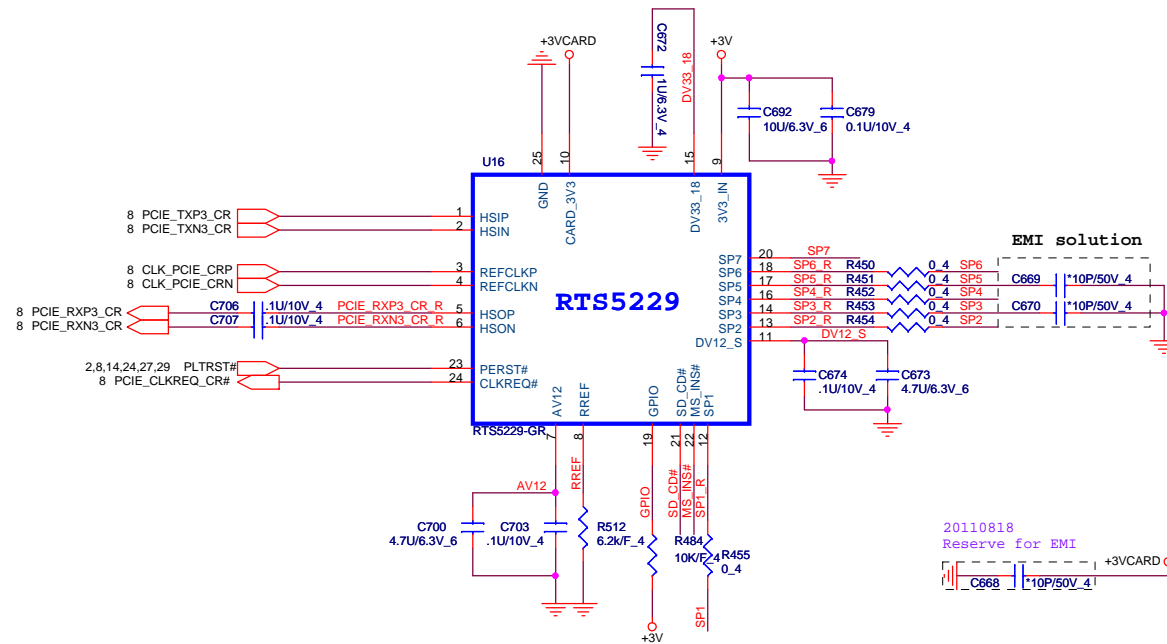 +3VCARD
C672
1U/6.3V_4
DV33_18
+3V
C692
10U/6.3V_6
C679
0.1U/10V_4
U16
25
10
15
9
GND
CARD_3V3
DV33_18
3V3_IN
8 PCIE_TXP3_CR 1 HSIP
8 PCIE_TXN3_CR 2 HSIN
8 CLK_PCIE_CRP 3 REFCLKP
8 CLK_PCIE_CRN 4 REFCLKN
8 PCIE_RXP3_CR C706 .1U/10V_4 PCIE_RXP3_CR_R 5 HSOP
8 PCIE_RXN3_CR C707 .1U/10V_4 PCIE_RXN3_CR_R 6 HSON
2,8,14,24,27,29 PLTRST# 23 PERST#
8 PCIE_CLKREQ_CR# 24 CLKREQ#
RTS5229
EMI solution
SP7 20 SP7
SP6 18 SP6_R R450 0_4 SP6
SP5 17 SP5_R R451 0_4 SP5
SP4 16 SP4_R R452 0_4 SP4
SP3 14 SP3_R R453 0_4 SP3
SP2 13 SP2_R R454 0_4 SP2
DV12_S 11 DV12_S
C669 *10P/50V_4
C670 *10P/50V_4
C674
.1U/10V_4
C673
4.7U/6.3V_6
AV12
RREF
GPIO
SD_CD#
MS_INS#
SP1
RTS5229-GR
7
8
19
21
22
12
AV12
RREF
GPIO
SD_CD#
MS_INS#
SP1_R
C700
4.7U/6.3V_6
C703
.1U/10V_4
R512
6.2k/F_4
R484
10K/F_4
R455
0_4
SP1
+3V
20110818
Reserve for EMI
C668
*10P/50V_4
+3VCARD